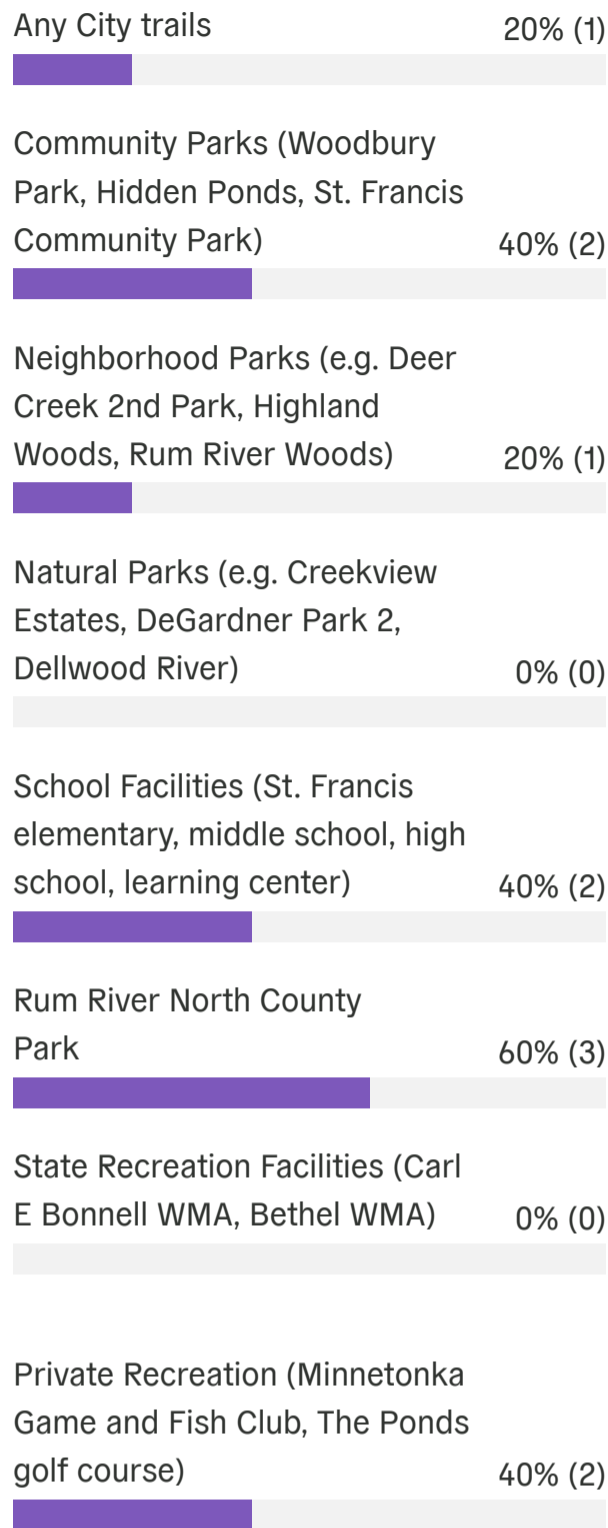 Any City trails 20% (1)
Community Parks (Woodbury
Park, Hidden Ponds, St. Francis
Community Park) 40% (2)
Neighborhood Parks (e.g. Deer
Creek 2nd Park, Highland
Woods, Rum River Woods) 20% (1)
Natural Parks (e.g. Creekview
Estates, DeGardner Park 2,
Dellwood River) 0% (0)
School Facilities (St. Francis
elementary, middle school, high
school, learning center) 40% (2)
Rum River North County
Park 60% (3)
State Recreation Facilities (Carl
E Bonnell WMA, Bethel WMA) 0% (0)
Private Recreation (Minnetonka
Game and Fish Club, The Ponds
golf course) 40% (2)